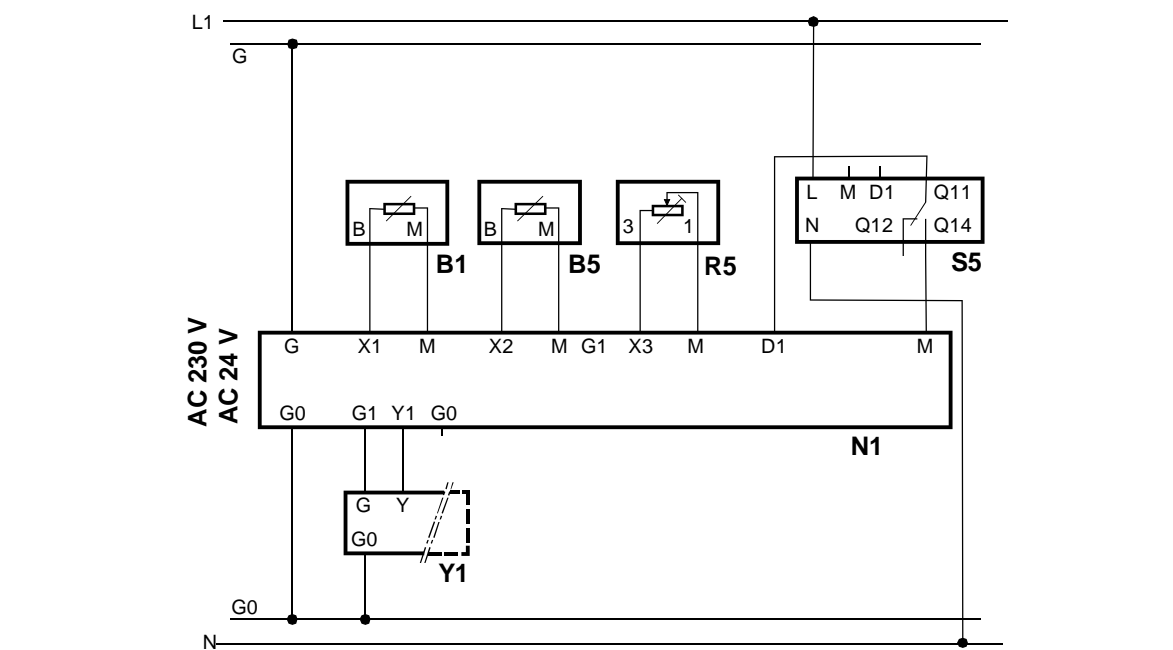 L1
G
L M D1 Q11
B M B M 3 1 N Q12 Q14
B1 B5 R5 S5
AC 230 V
AC 24 V
G X1 M X2 M G1 X3 M D1 M
G0 G1 Y1 G0
N1
G Y
G0
Y1
G0
N